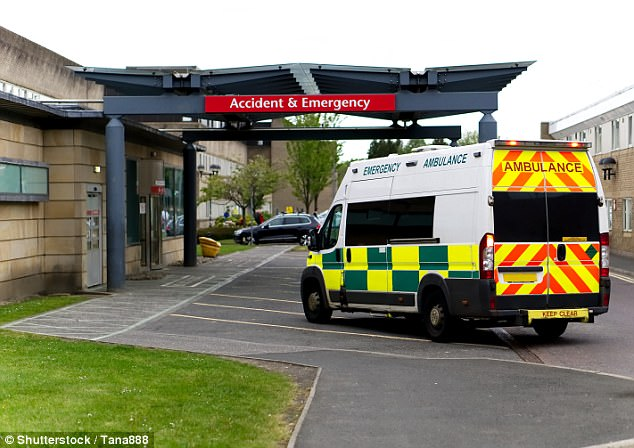 Accident & Emergency
EMERGENCY AMBULANCE
AMBULANCE
KEEP CLEAR
© Shutterstock / Tana888